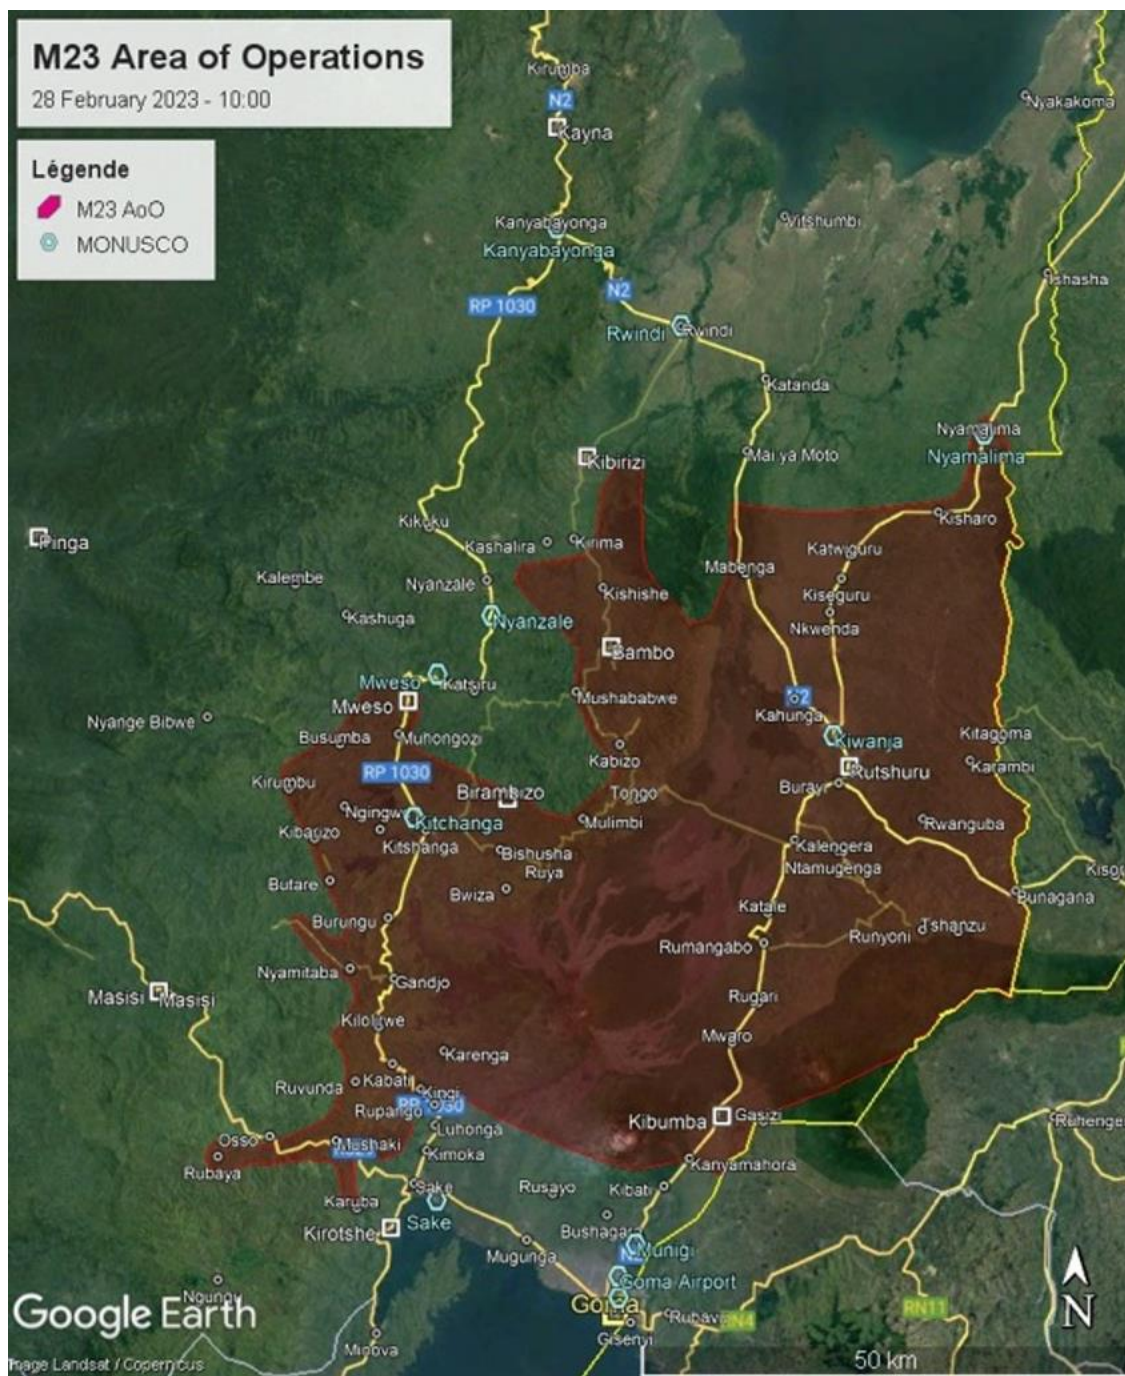 M23 Area of Operations
28 February 2023 - 10:00
Légende
M23 AoO
MONUSCO
Kirumba
N2
Kayna
Nyakakoma
Kanyabayonga
Kanyabayonga
Vitshumbi
Ishasha
N2
RP 1030
Rwindi
Rwindi
Katanda
Nyamalima
Nyamalima
Mai ya Moto
Kibirizi
Kikuku
Kisharo
Pinga
Kashalira
Kirima
Katwiguru
Kalembe
Nyanzale
Mabenga
Kishishe
Kiseguru
Kashuga
Nyanzale
Nkwenda
Bambo
Mweso
Katsiru
Mweso
Mushababwe
N2
Nyange Bibwe
Kahunga
Busumba
Muhongozi
Kiwanja
Kitagoma
Kabizo
RP 1030
Rutshuru
Karambi
Kirumbu
Birambizo
Tongo
Burayi
Kitchanga
Mulimbi
Rwanguba
Kitshanga
Kalengera
Bishusha
Ntamugenga
Ruya
Butare
Bwiza
Bunagana
Burungu
Katale
Tshanzu
Rumangabo
Runyoni
Nyamitaba
Gandjo
Masisi
Masisi
Rugari
Mwaro
Karenga
Ruvunda
Kabati
Kingi
Rupango
Kibumba
Gasizi
Luhonga
Osso
Mushaki
Kimoka
Rubaya
Kanyamahora
Sake
Rusayo
Kibati
Karuba
Sake
Kirotshe
Mugunga
Munigi
Goma Airport
Ngungu
Goma
RN11
Gisenyi
Minova
Google Earth
Image Landsat / Copernicus
50 km
N